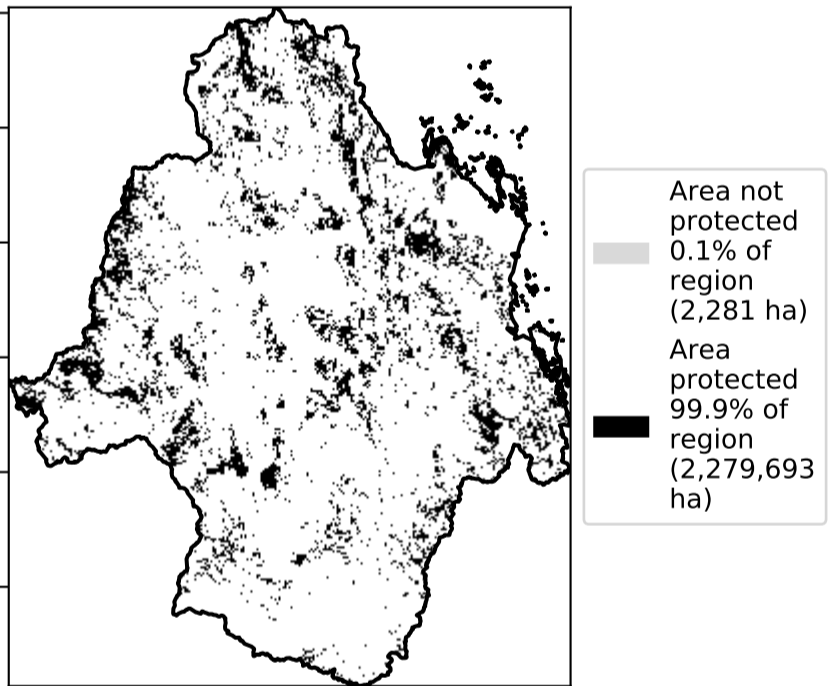 Area not
protected
0.1% of
region
(2,281 ha)
Area
protected
99.9% of
region
(2,279,693
ha)